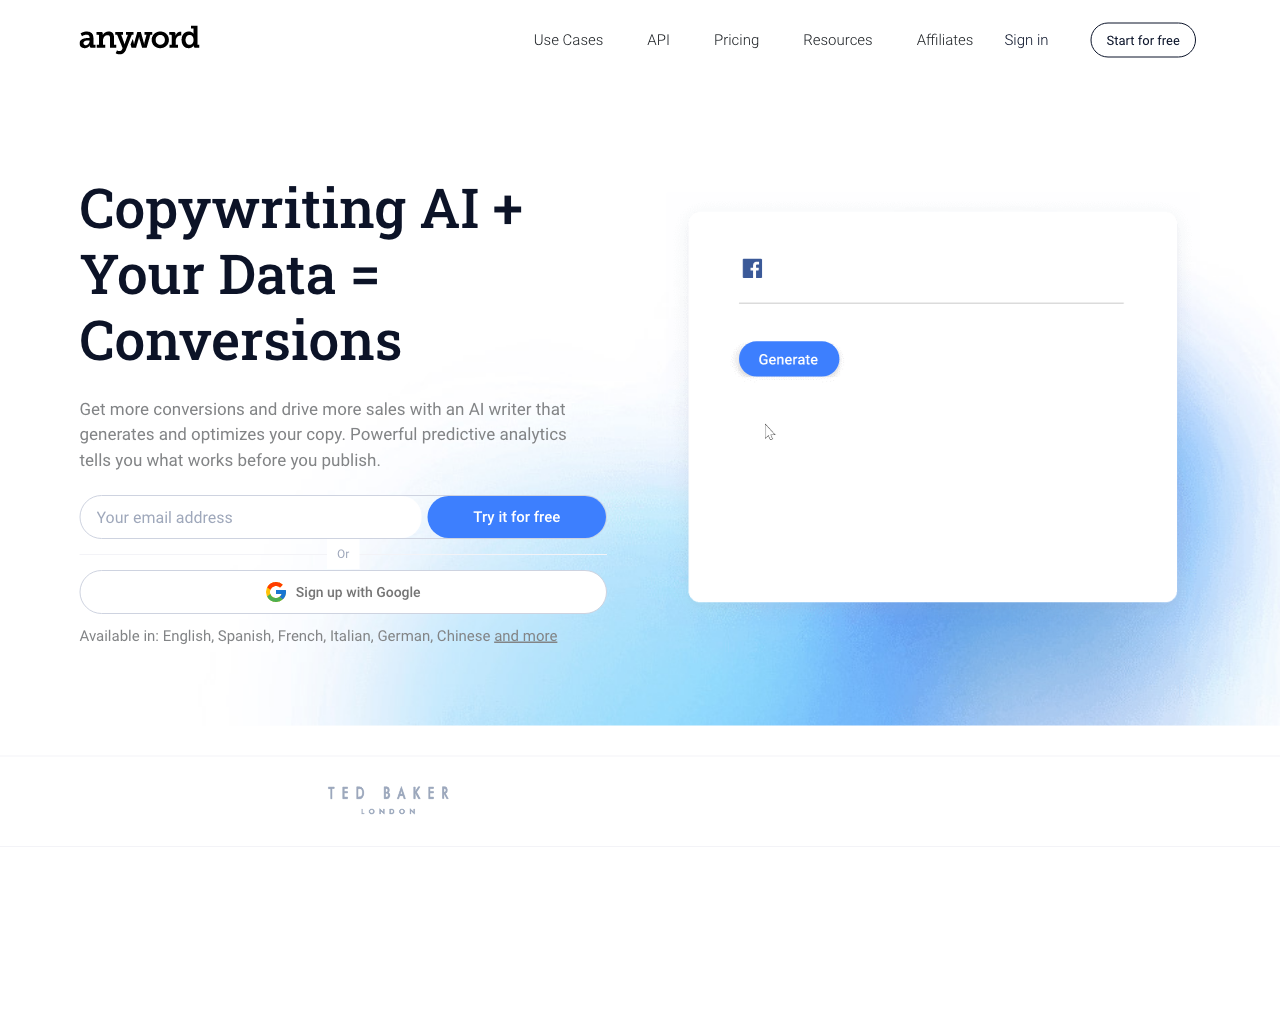 anyword
Use Cases API Pricing Resources Affiliates Sign in Start for free
Copywriting AI +
Your Data =
Conversions
Get more conversions and drive more sales with an AI writer that
generates and optimizes your copy. Powerful predictive analytics
tells you what works before you publish.
Your email address Try it for free
Or
Sign up with Google
Available in: English, Spanish, French, Italian, German, Chinese and more
Generate
TED BAKER
LONDON